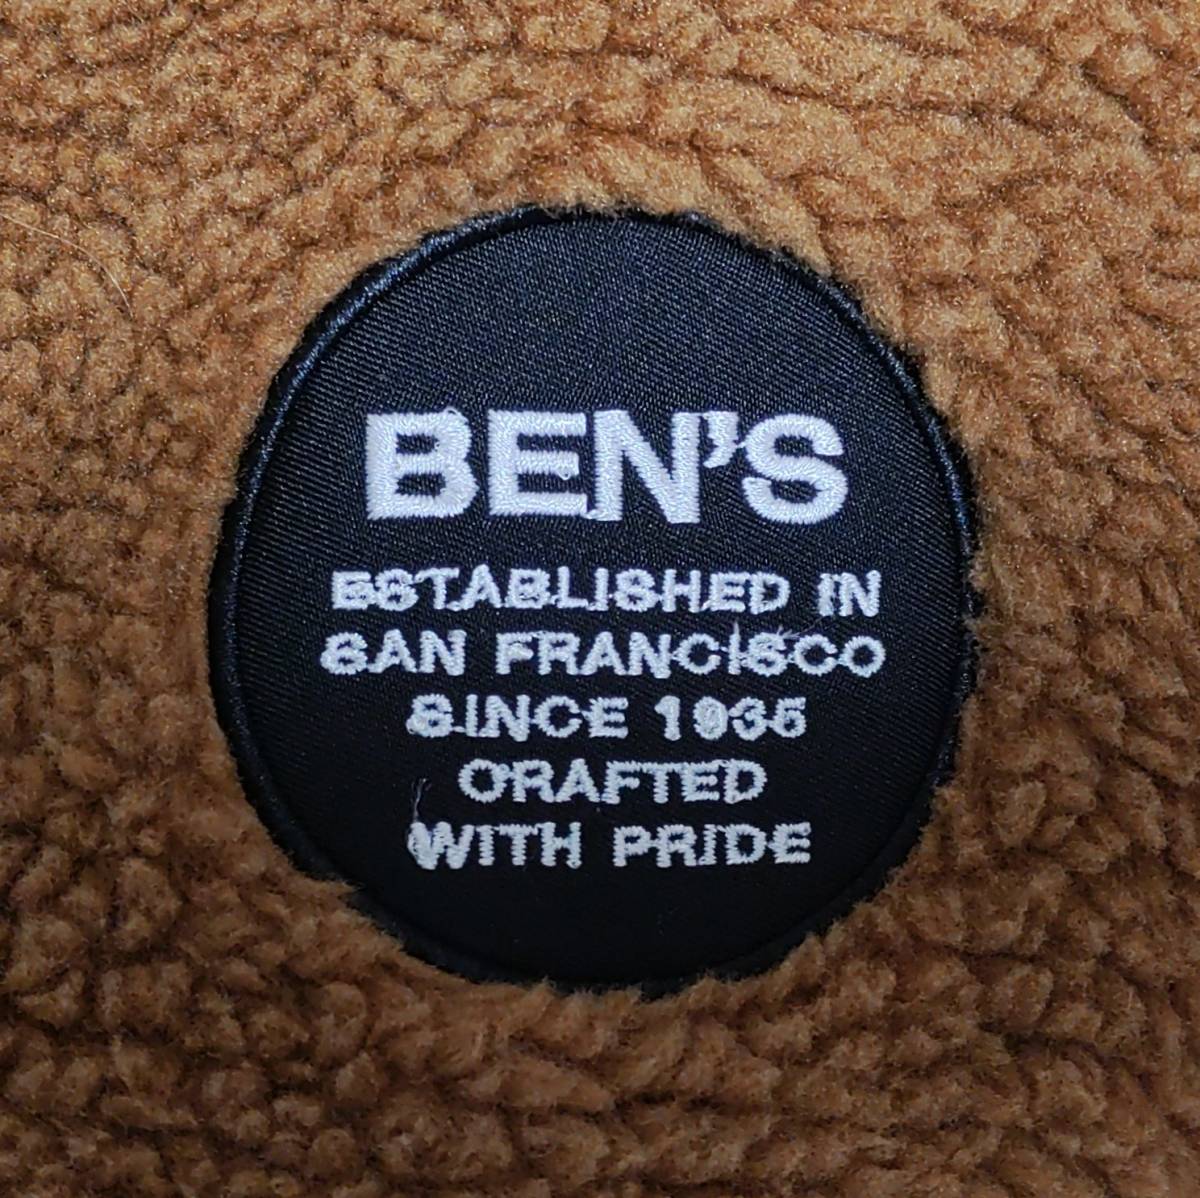 BEN'S
ESTABLISHED IN
SAN FRANCISCO
SINCE 1935
CRAFTED
WITH PRIDE